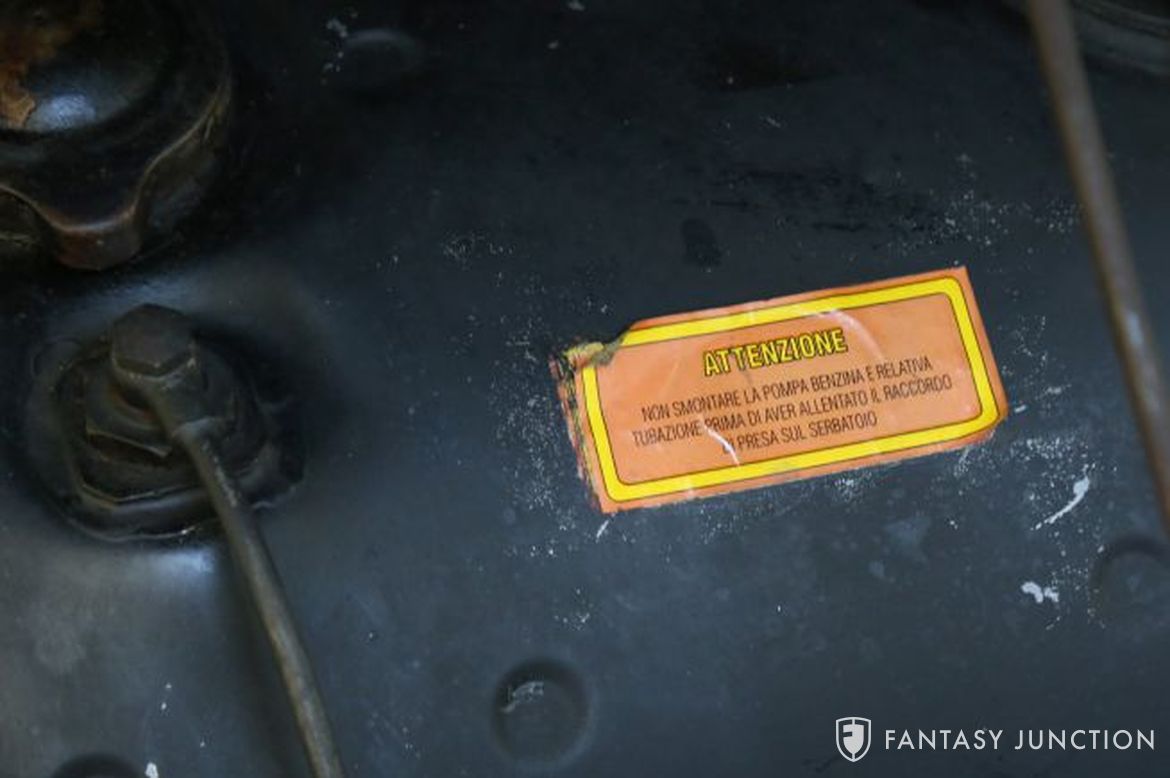 ATTENZIONE
NON SMONTARE LA POMPA BENZINA E RELATIVA
TUBAZIONE PRIMA DI AVER ALLENTATO IL RACCORDO
DI PRESA SUL SERBATOIO
FANTASY JUNCTION